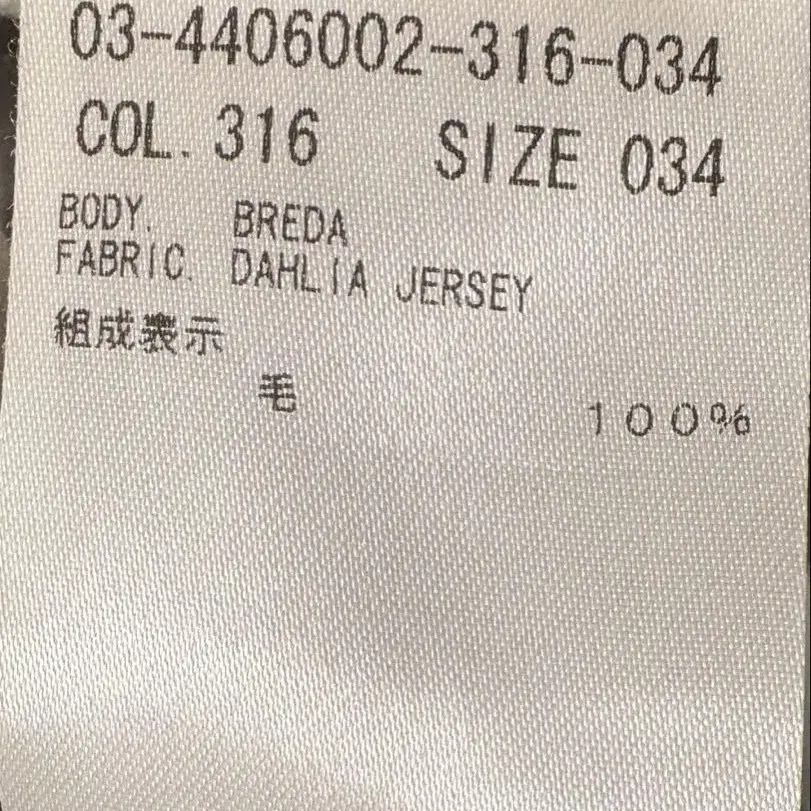 03-4406002-316-034
COL. 316 SIZE 034
BODY. BREDA
FABRIC. DAHLIA JERSEY
組成表示
毛 100%